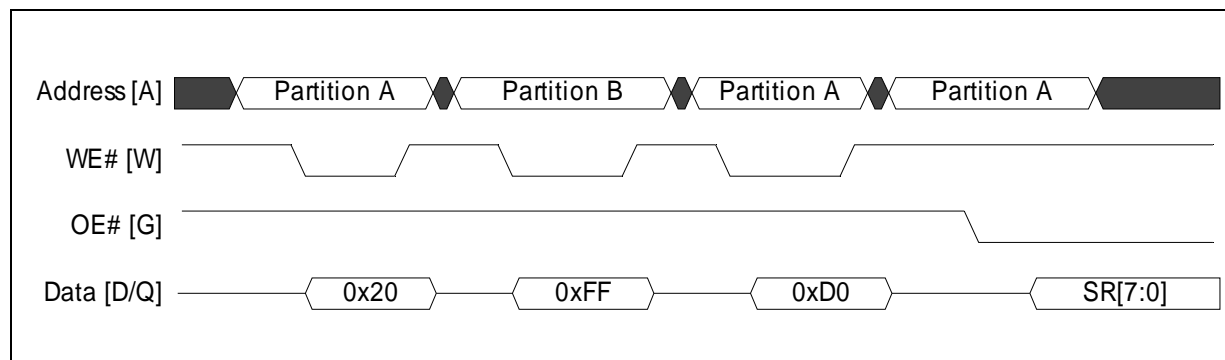 Address [A] Partition A Partition B Partition A Partition A
WE# [W]
OE# [G]
Data [D/Q] 0x20 0xFF 0xD0 SR[7:0]